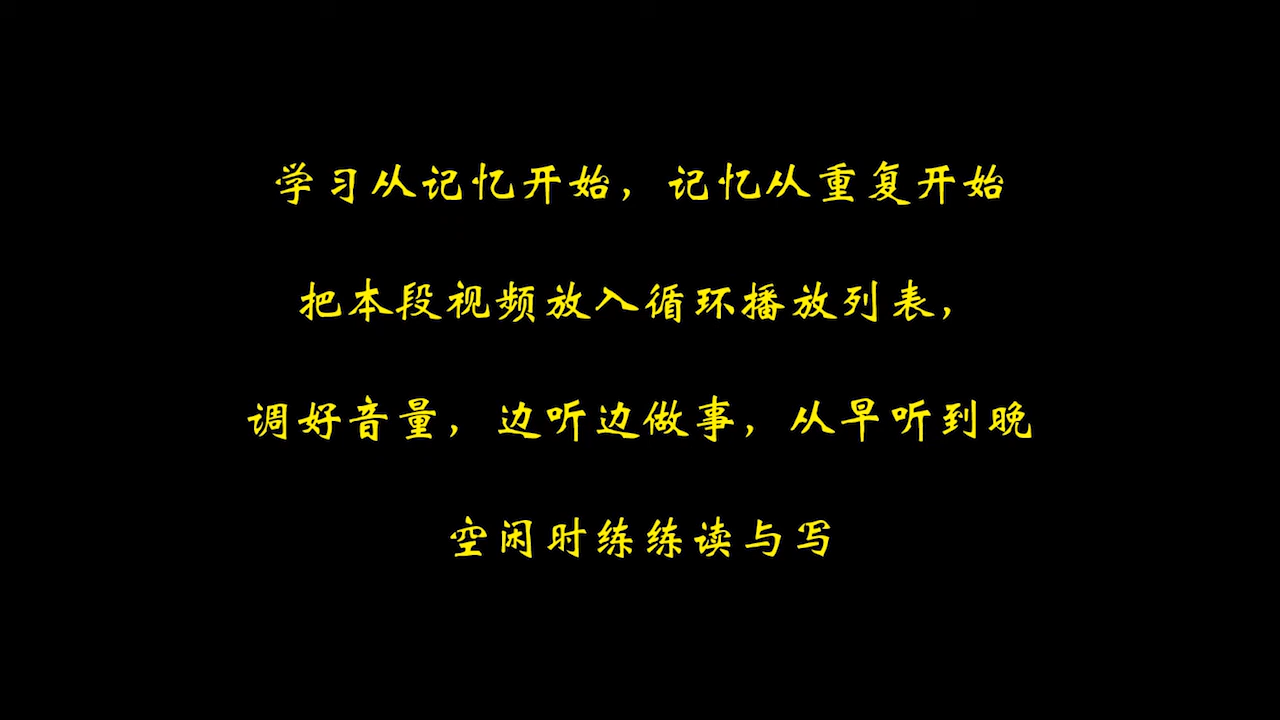 学习从记忆开始，记忆从重复开始
把本段视频放入循环播放列表，
调好音量，边听边做事，从早听到晚
空闲时练练读与写